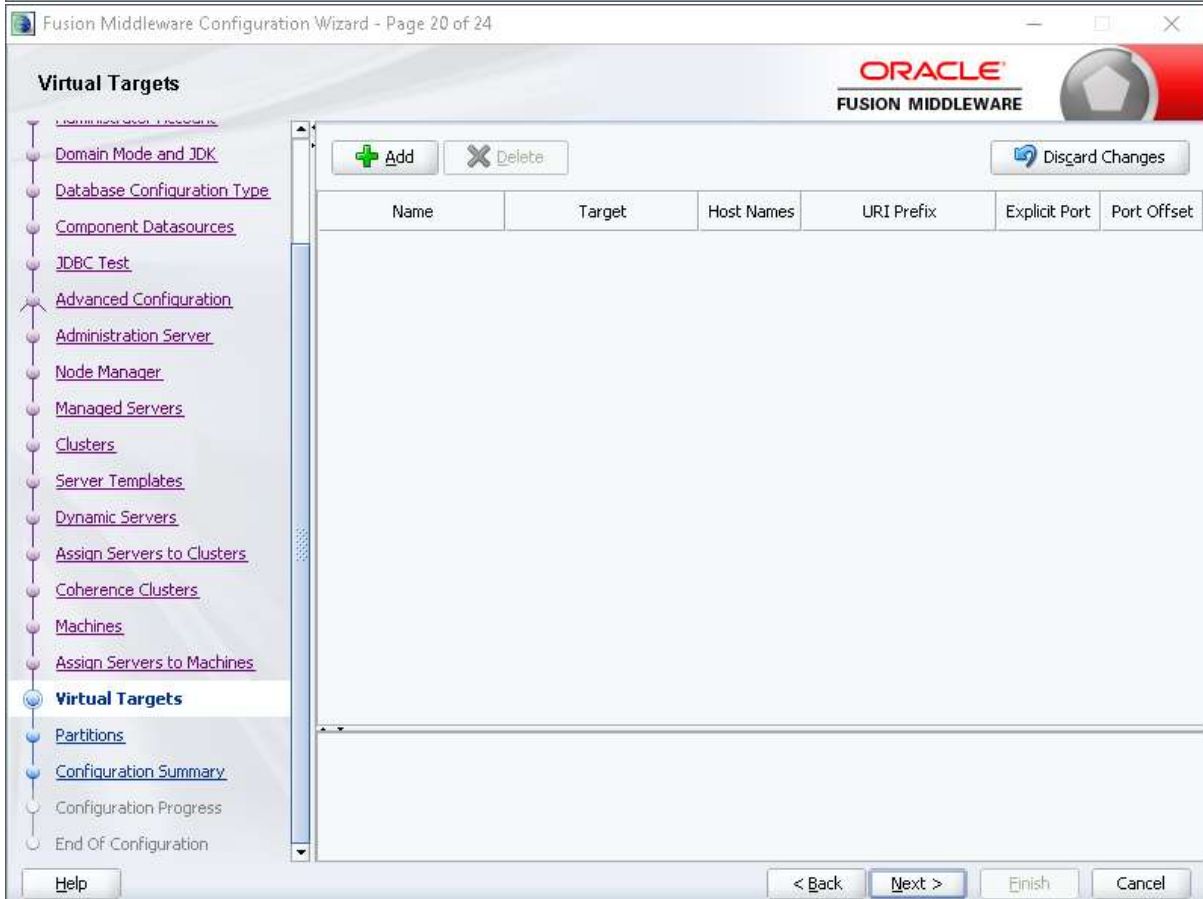 Fusion Middleware Configuration Wizard - Page 20 of 24
Virtual Targets
ORACLE
FUSION MIDDLEWARE
Administrator Account
Domain Mode and JDK
Database Configuration Type
Component Datasources
JDBC Test
Advanced Configuration
Administration Server
Node Manager
Managed Servers
Clusters
Server Templates
Dynamic Servers
Assign Servers to Clusters
Coherence Clusters
Machines
Assign Servers to Machines
Virtual Targets
Partitions
Configuration Summary
Configuration Progress
End Of Configuration
Add Delete Discard Changes
Name Target Host Names URI Prefix Explicit Port Port Offset
Help < Back Next > Finish Cancel